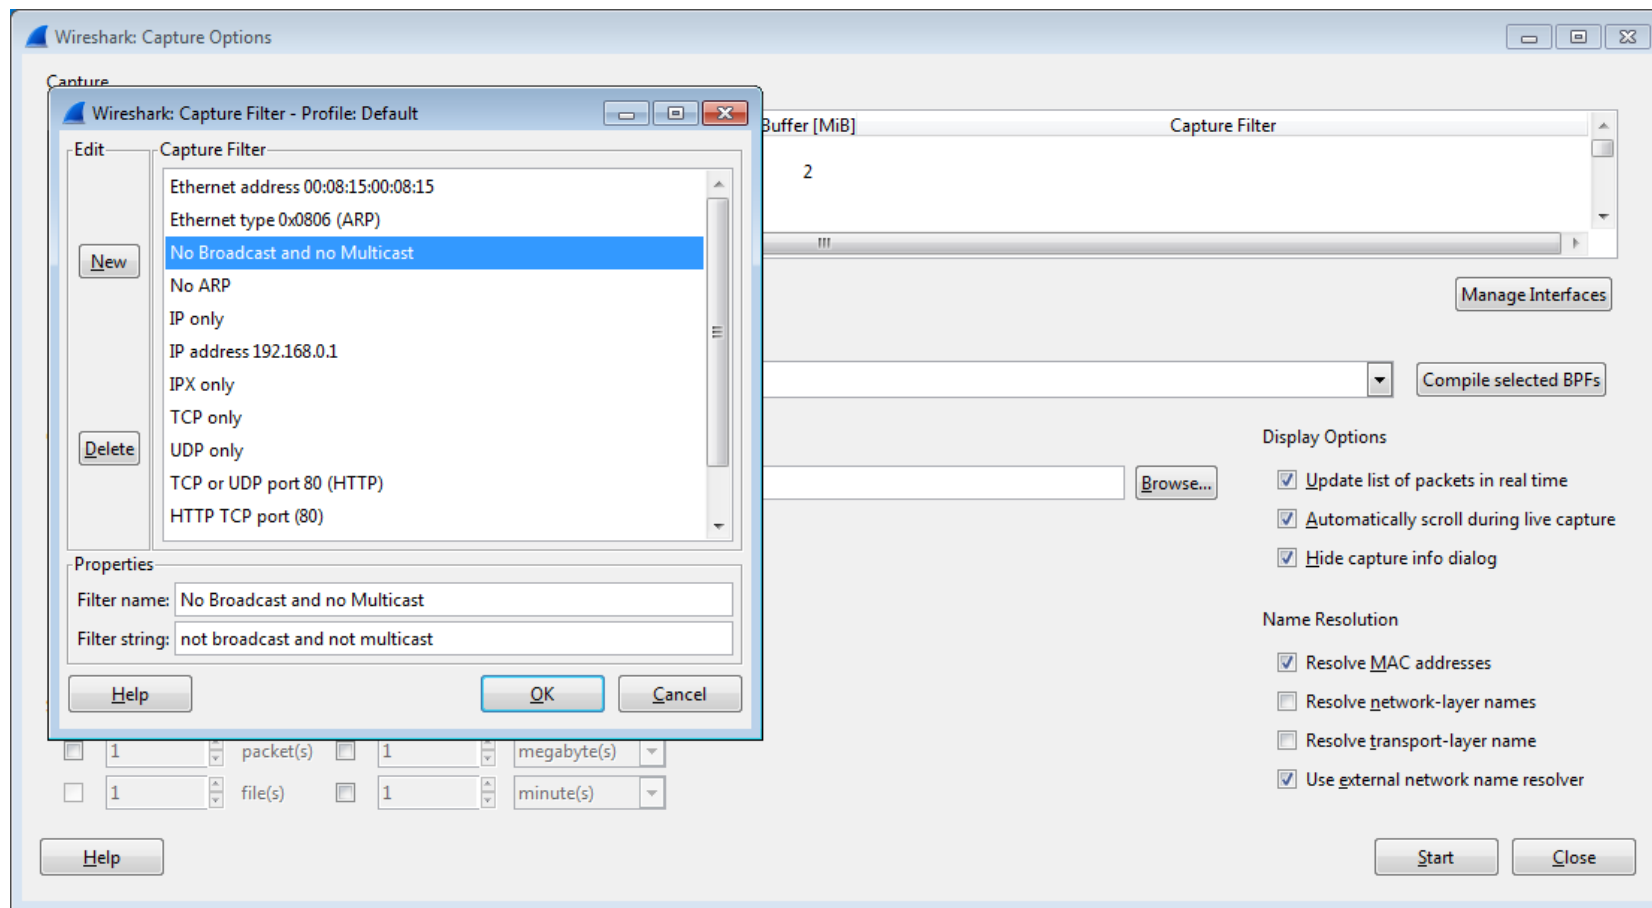 Wireshark: Capture Options
Capture
Wireshark: Capture Filter - Profile: Default
Buffer [MiB] Capture Filter
2
Edit
New
Delete
Capture Filter
Ethernet address 00:08:15:00:08:15
Ethernet type 0x0806 (ARP)
No Broadcast and no Multicast
No ARP
IP only
IP address 192.168.0.1
IPX only
TCP only
UDP only
TCP or UDP port 80 (HTTP)
HTTP TCP port (80)
Properties
Filter name: No Broadcast and no Multicast
Filter string: not broadcast and not multicast
Help OK Cancel
Manage Interfaces
Compile selected BPFs
Browse...
Display Options
Update list of packets in real time
Automatically scroll during live capture
Hide capture info dialog
Name Resolution
Resolve MAC addresses
Resolve network-layer names
Resolve transport-layer name
Use external network name resolver
1 packet(s) 1 megabyte(s)
1 file(s) 1 minute(s)
Help Start Close